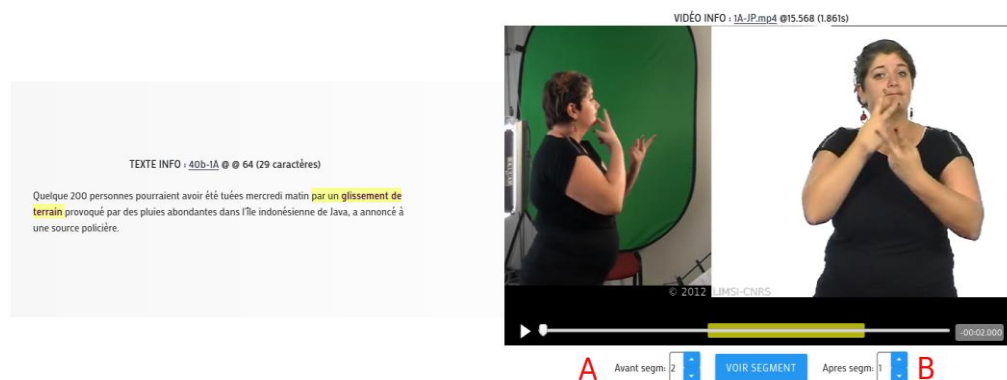 VIDÉO INFO : 1A-JP.mp4 @15.568 (1.861s)
TEXTE INFO : 40b-1A @ @ 64 (29 caractères)
Quelque 200 personnes pourraient avoir été tuées mercredi matin par un glissement de
terrain provoqué par des pluies abondantes dans l'île indonésienne de Java, a annoncé à
une source policière.
© 2012 LIMSI-CNRS
-00:02.000
A Avant segm: 2 VOIR SEGMENT Apres segm: 1 B